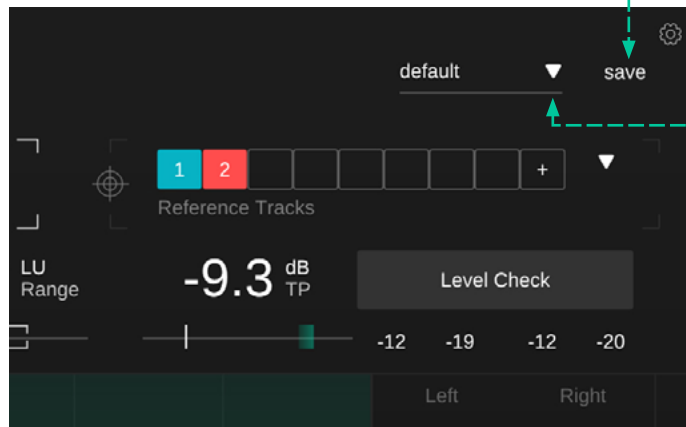 default
save
1 2 +
Reference Tracks
LU
Range
-9.3 dB
TP
Level Check
-12 -19 -12 -20
Left Right